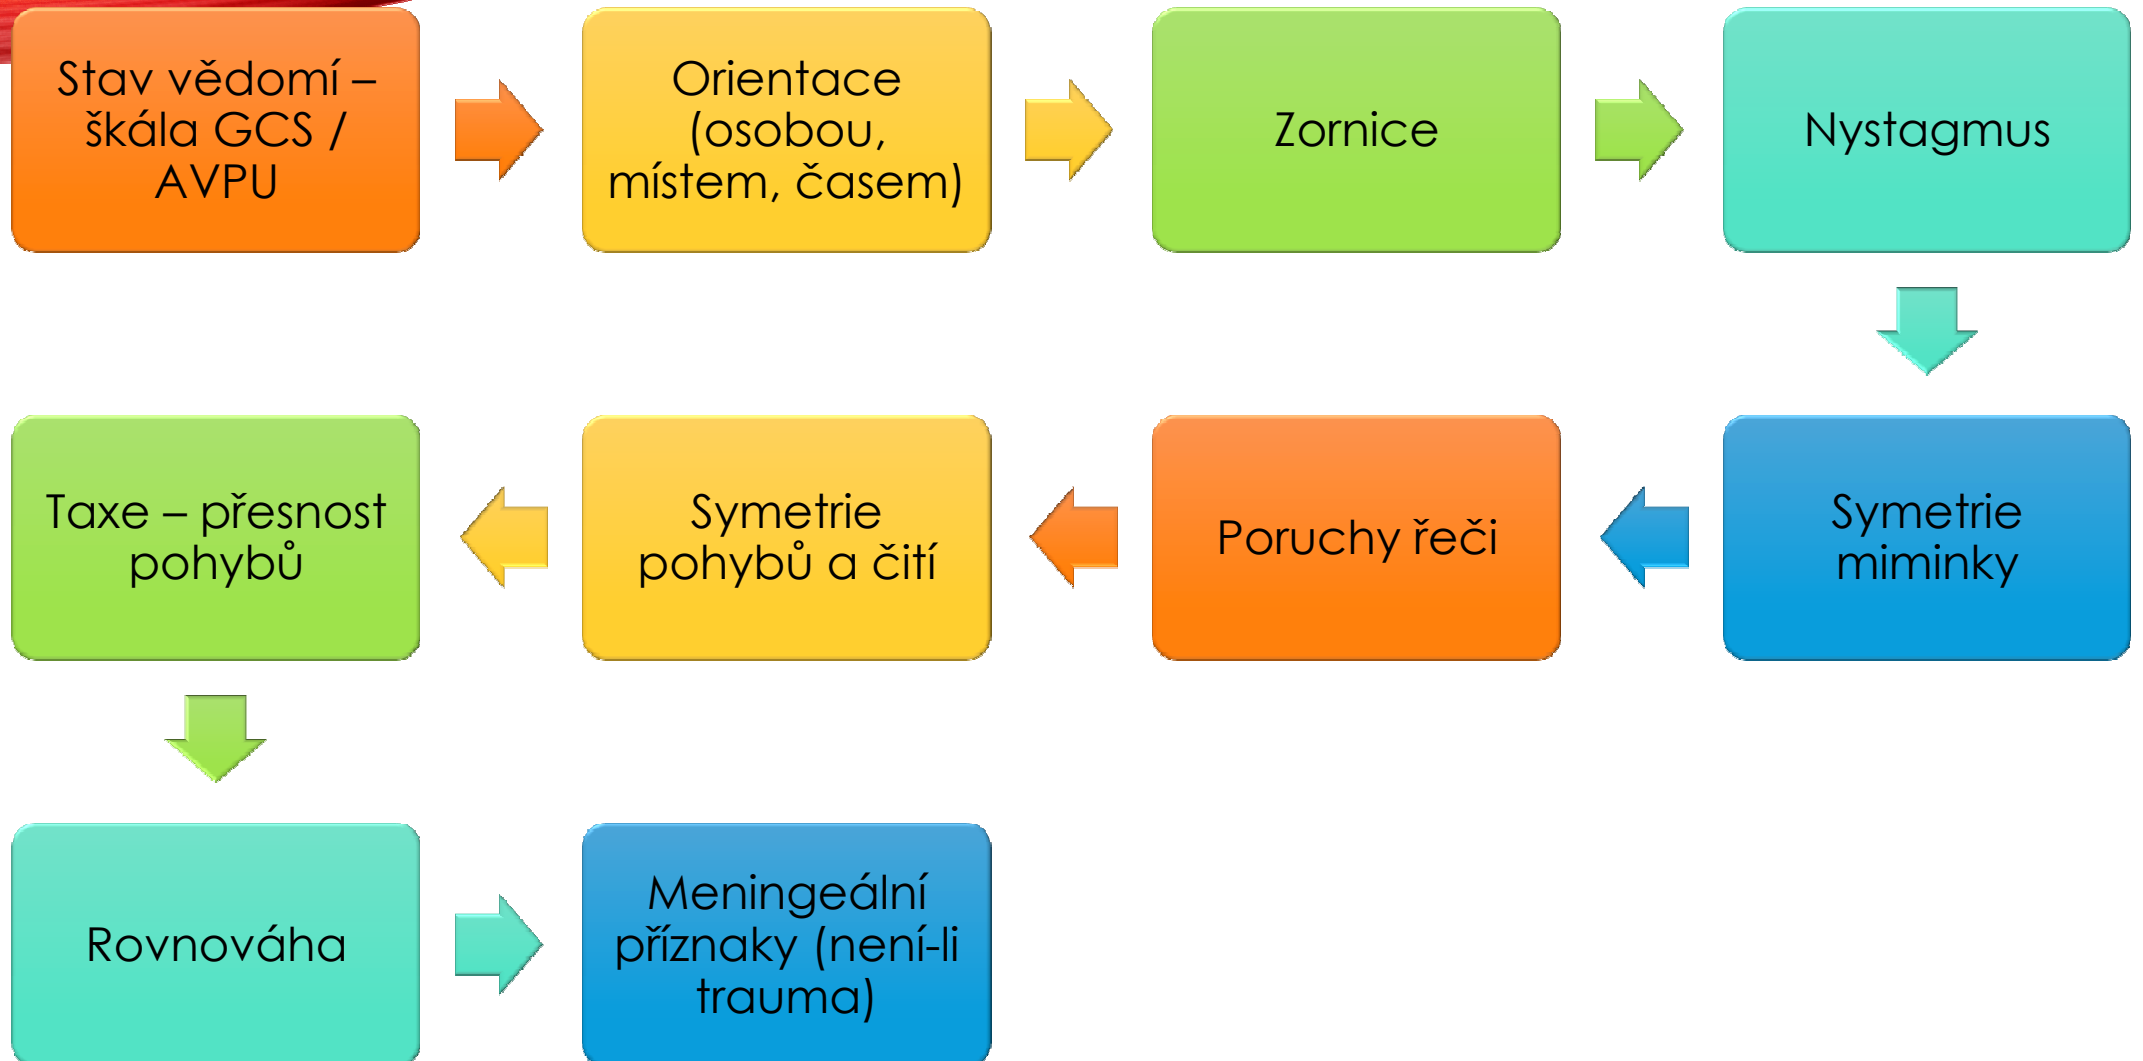 Stav vědomí –
škála GCS /
AVPU
Orientace
(osobou,
místem, časem)
Zornice
Nystagmus
Symetrie
miminky
Poruchy řeči
Symetrie
pohybů a čití
Taxe – přesnost
pohybů
Rovnováha
Meningeální
příznaky (není-li
trauma)